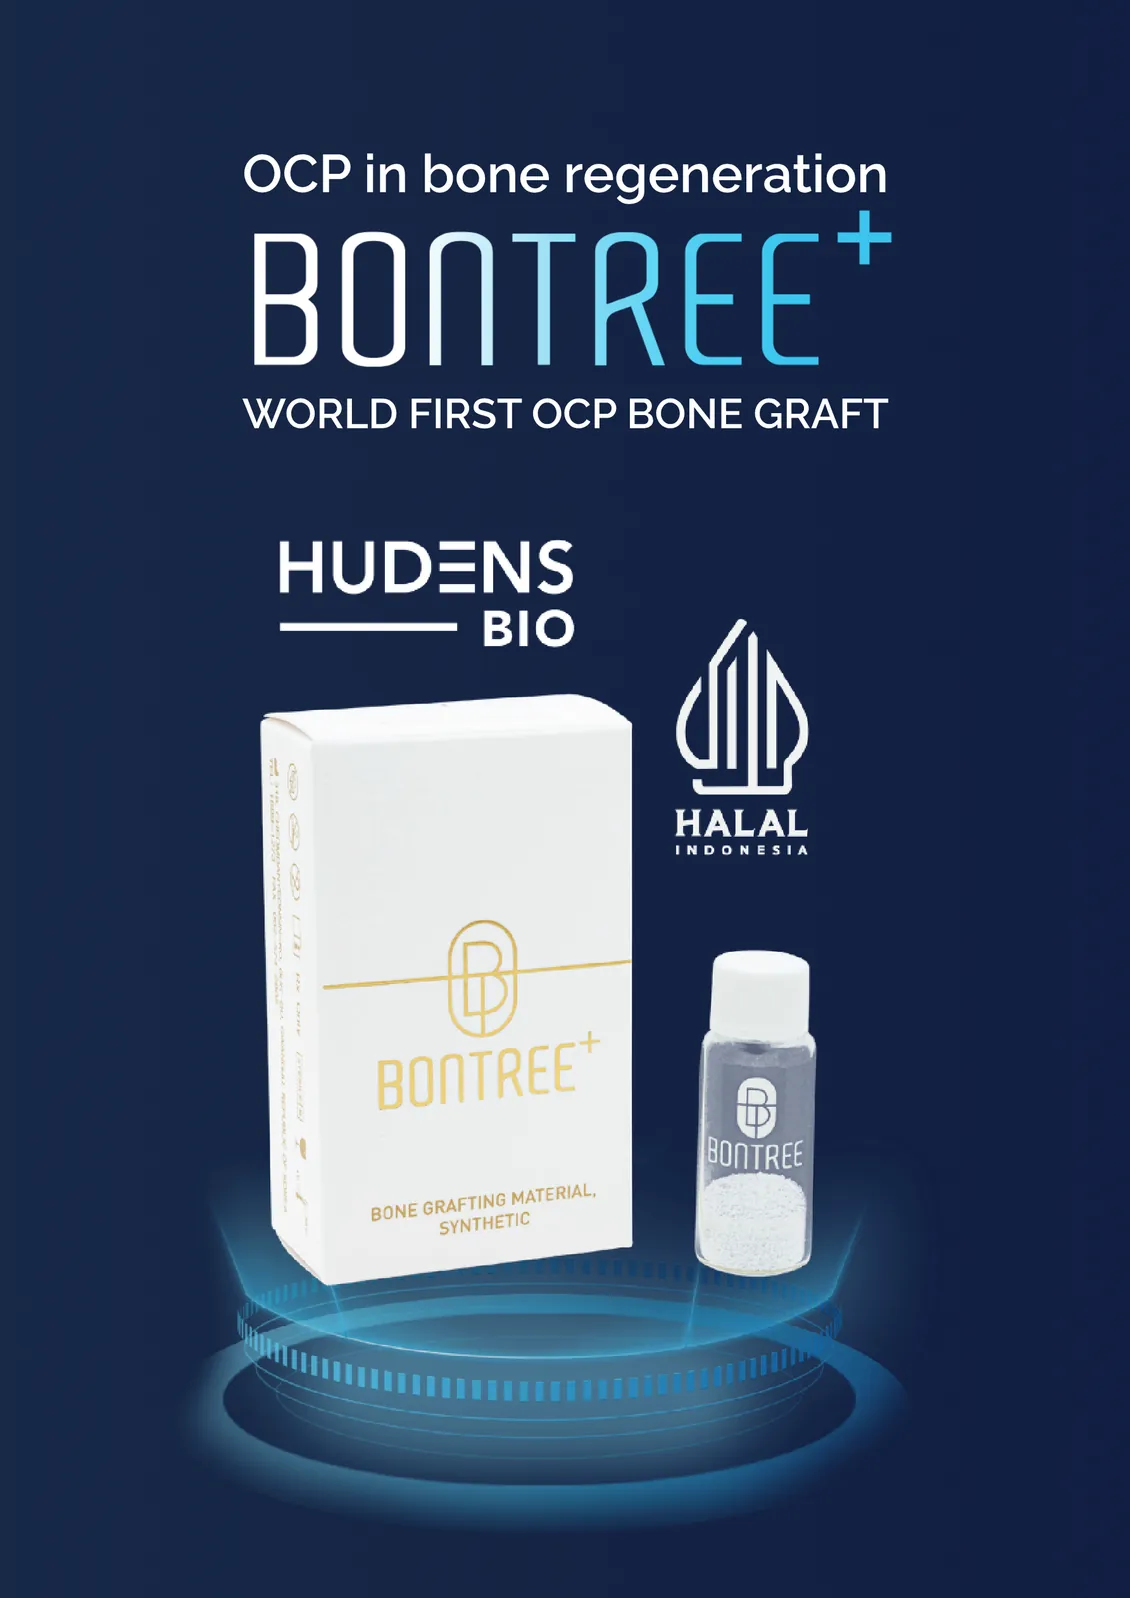 OCP in bone regeneration
BONTREE+
WORLD FIRST OCP BONE GRAFT
HUDENS
BIO
HALAL
INDONESIA
BONTREE+
BONE GRAFTING MATERIAL,
SYNTHETIC
BONTREE